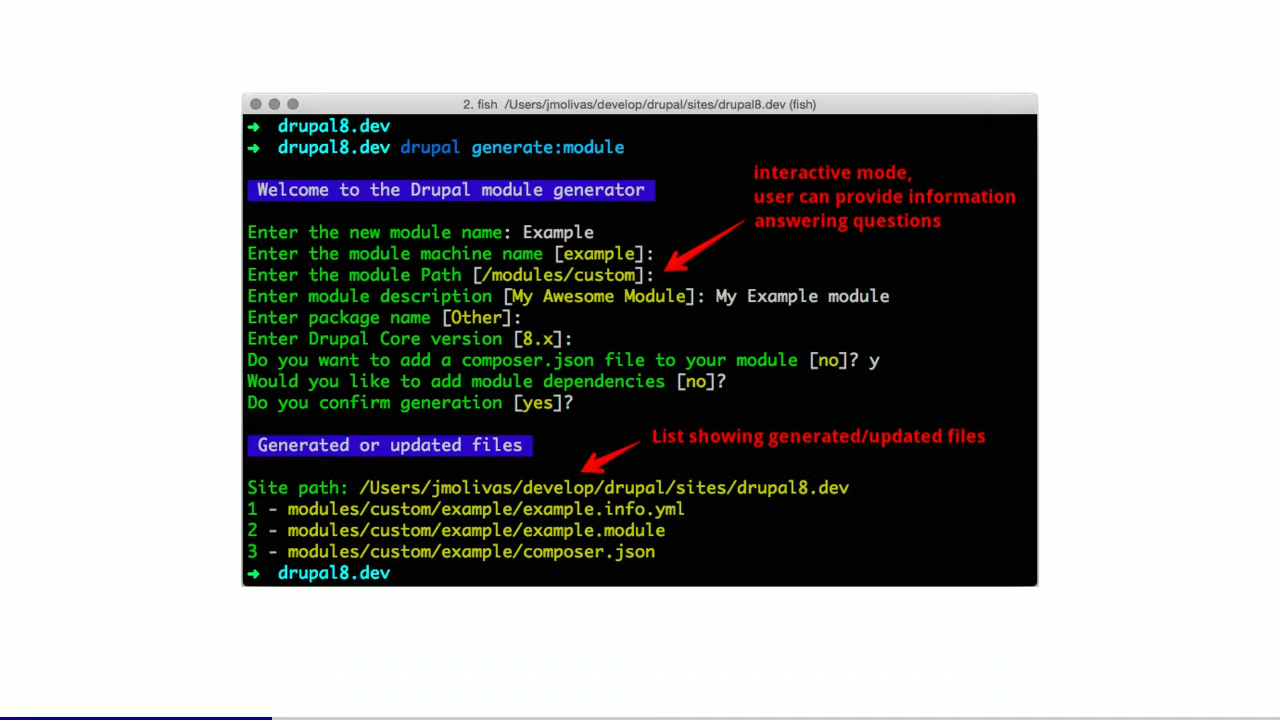 2. fish  /Users/jmolivas/develop/drupal/sites/drupal8.dev (fish)
➜  drupal8.dev
➜  drupal8.dev drupal generate:module
Welcome to the Drupal module generator
interactive mode,
user can provide information
answering questions
Enter the new module name: Example
Enter the module machine name [example]:
Enter the module Path [/modules/custom]:
Enter module description [My Awesome Module]: My Example module
Enter package name [Other]:
Enter Drupal Core version [8.x]:
Do you want to add a composer.json file to your module [no]? y
Would you like to add module dependencies [no]?
Do you confirm generation [yes]?
List showing generated/updated files
Generated or updated files
Site path: /Users/jmolivas/develop/drupal/sites/drupal8.dev
1 - modules/custom/example/example.info.yml
2 - modules/custom/example/example.module
3 - modules/custom/example/composer.json
➜  drupal8.dev